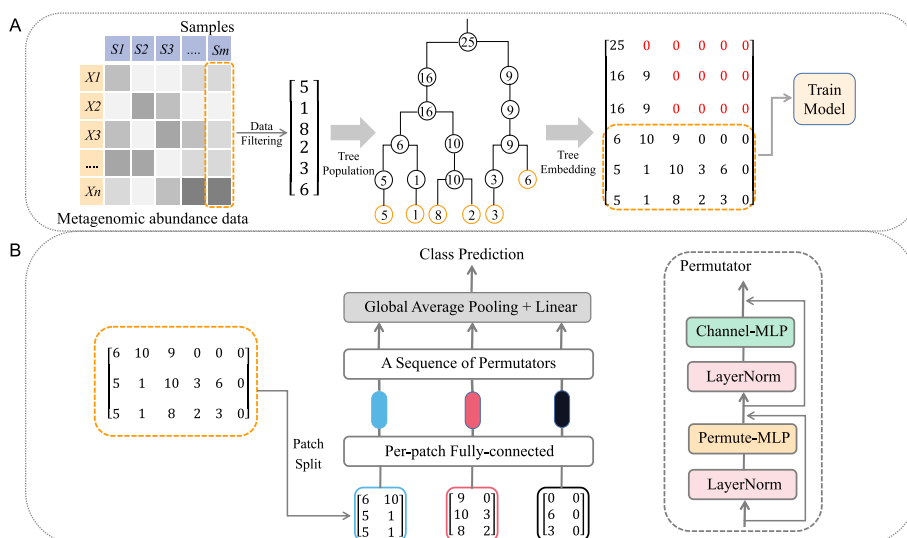 A
Samples
S1 S2 S3 .... Sm
X1
X2
X3
....
Xn
Metagenomic abundance data
Data
Filtering
5
1
8
2
3
6
Tree
Population
25
16 9
16 9
6 10 9
5 1 10 3 6
5 1 8 2 3
Tree
Embedding
25 0 0 0 0 0
16 9 0 0 0 0
16 9 0 0 0 0
6 10 9 0 0 0
5 1 10 3 6 0
5 1 8 2 3 0
Train
Model
B
Class Prediction
Global Average Pooling + Linear
A Sequence of Permutators
Per-patch Fully-connected
6 10 9 0 0 0
5 1 10 3 6 0
5 1 8 2 3 0
Patch
Split
6 10
5 1
5 1
9 0
10 3
8 2
0 0
6 0
3 0
Permutator
Channel-MLP
LayerNorm
Permute-MLP
LayerNorm